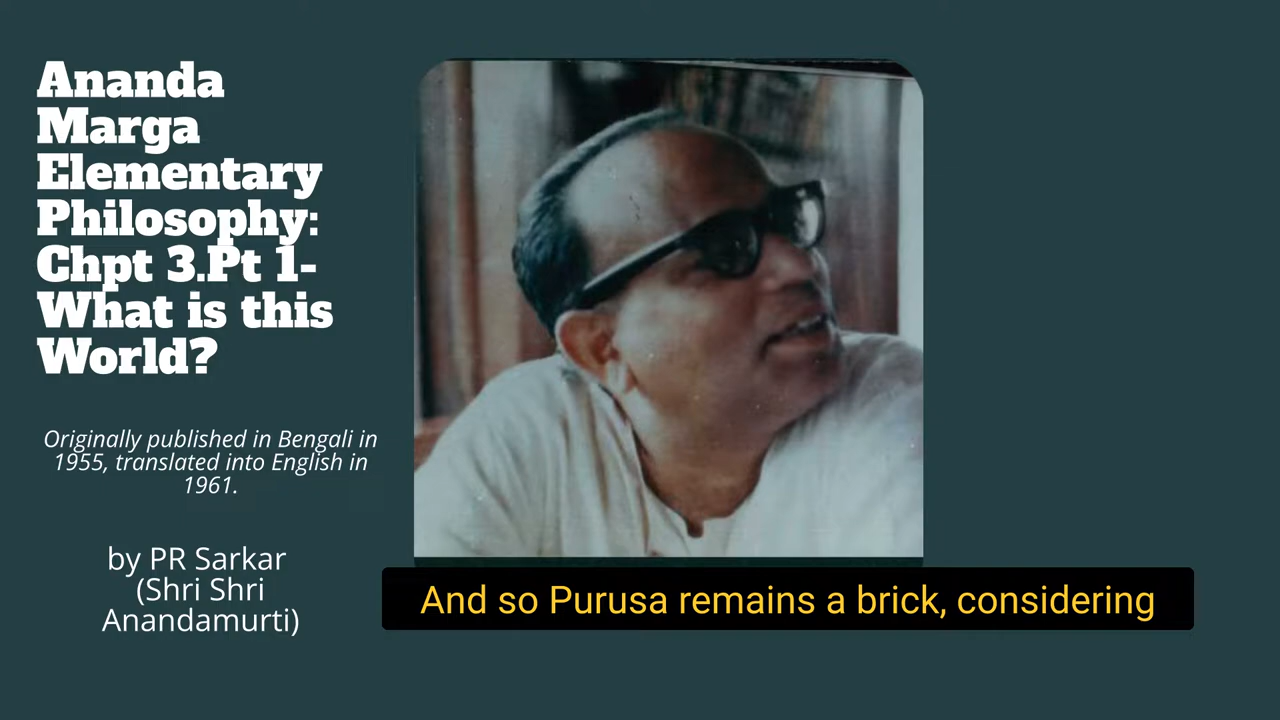 Ananda
Marga
Elementary
Philosophy:
Chpt 3.Pt 1-
What is this
World?
Originally published in Bengali in
1955, translated into English in
1961.
by PR Sarkar
(Shri Shri
Anandamurti)
And so Purusa remains a brick, considering